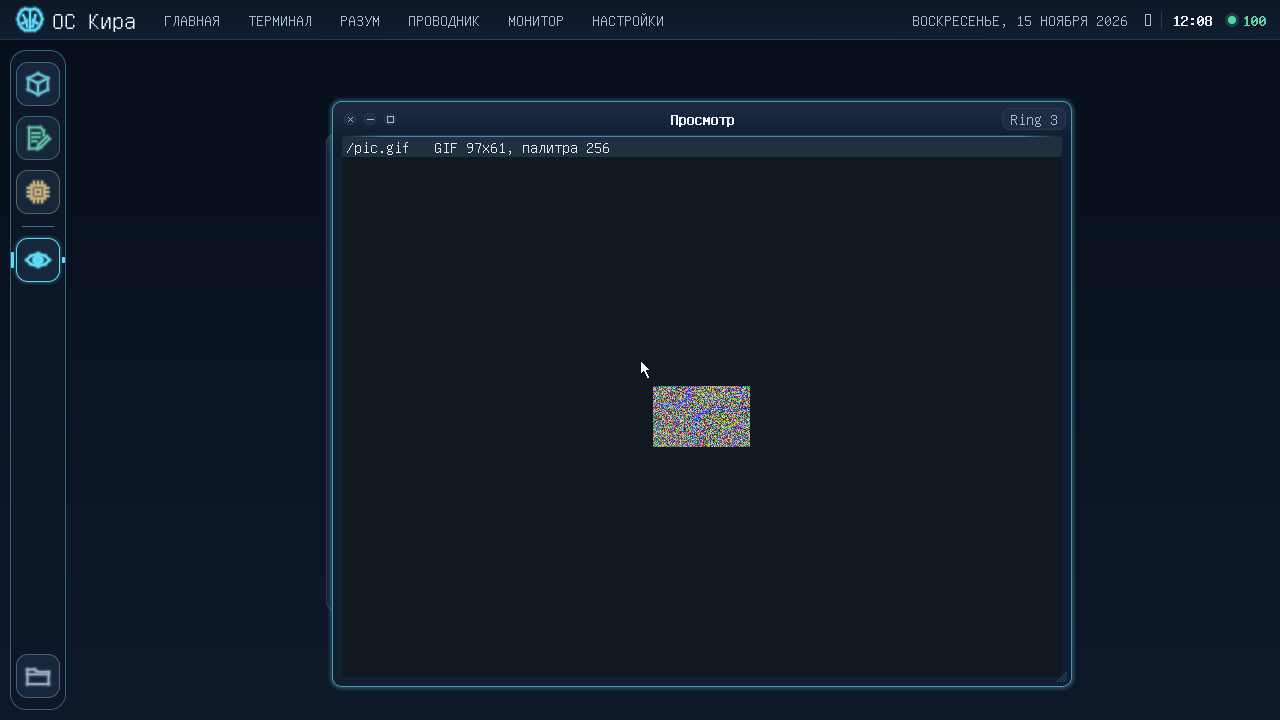 ОС Кира
ГЛАВНАЯ ТЕРМИНАЛ РАЗУМ ПРОВОДНИК МОНИТОР НАСТРОЙКИ
ВОСКРЕСЕНЬЕ, 15 НОЯБРЯ 2026
12:08
100
Просмотр
Ring 3
/pic.gif GIF 97x61, палитра 256